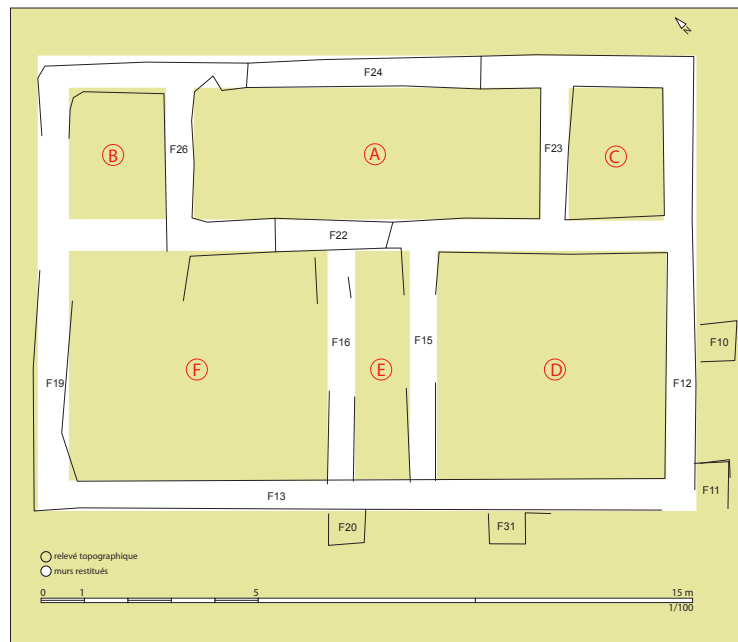 N
F24
B
F26
A
F23
C
F22
F10
F16
F15
F
E
D
F19
F12
F13
F11
F20
F31
relevé topographique
murs restitués
0 1 5 15 m
1/100